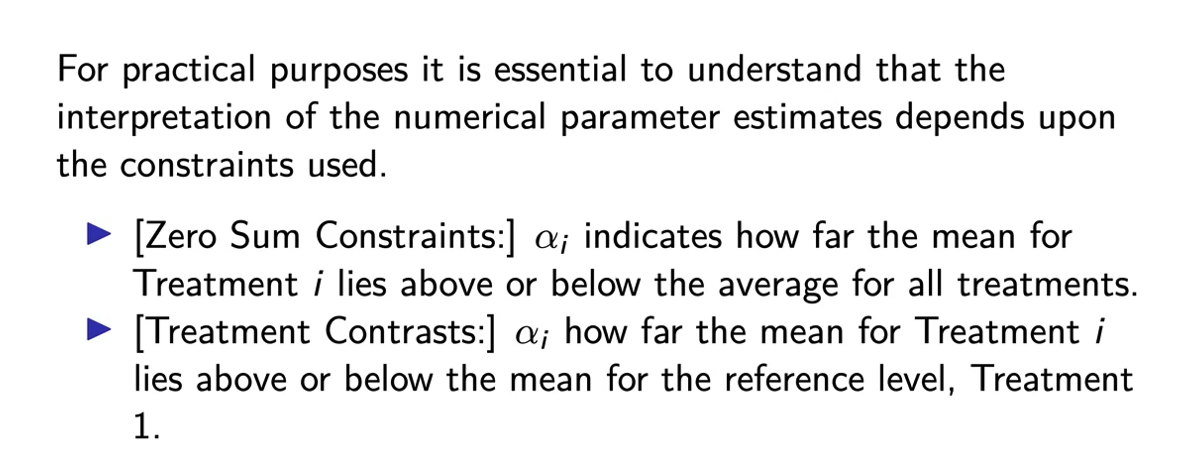 For practical purposes it is essential to understand that the
interpretation of the numerical parameter estimates depends upon
the constraints used.
▶ [Zero Sum Constraints:] αᵢ indicates how far the mean for
Treatment i lies above or below the average for all treatments.
▶ [Treatment Contrasts:] αᵢ how far the mean for Treatment i
lies above or below the mean for the reference level, Treatment
1.